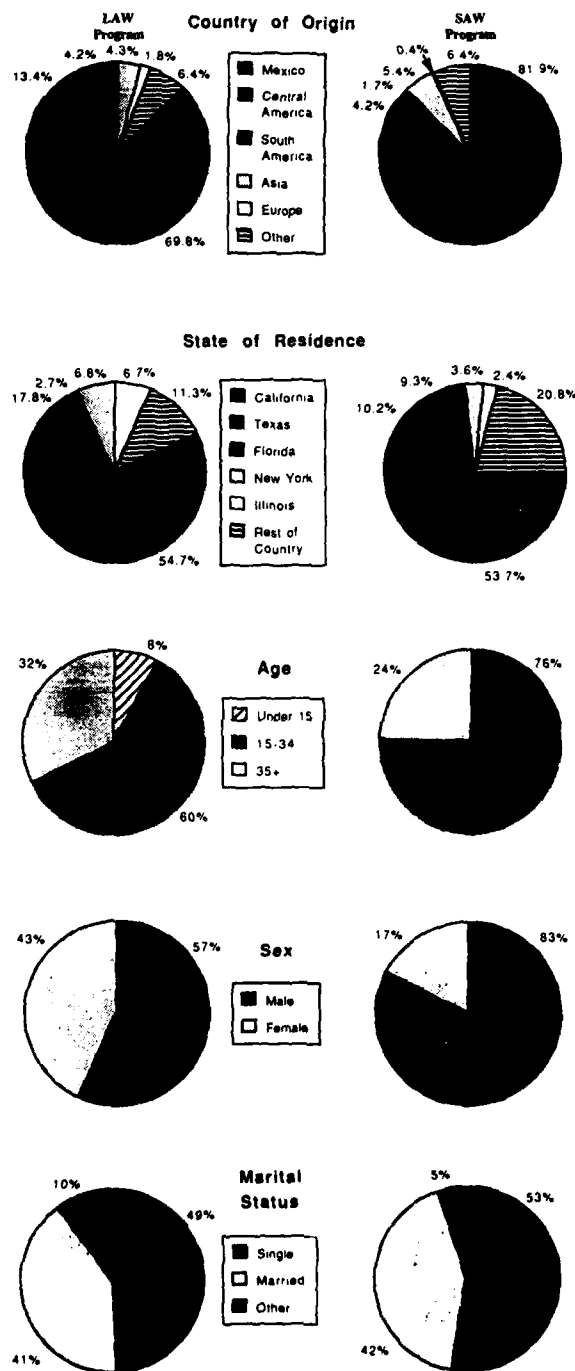 LAW
Program
Country of Origin
SAW
Program
4.2%
4.3%
1.8%
13.4%
6.4%
69.8%
Mexico
Central
America
South
America
Asia
Europe
Other
0.4%
6.4%
5.4%
81.9%
1.7%
4.2%
State of Residence
6.8%
6.7%
2.7%
17.8%
11.3%
54.7%
California
Texas
Florida
New York
Illinois
Rest of
Country
3.6%
2.4%
9.3%
20.8%
10.2%
53.7%
32%
8%
60%
Age
Under 15
15-34
35+
24%
76%
43%
57%
Sex
Male
Female
17%
83%
10%
49%
41%
Marital
Status
Single
Married
Other
5%
53%
42%